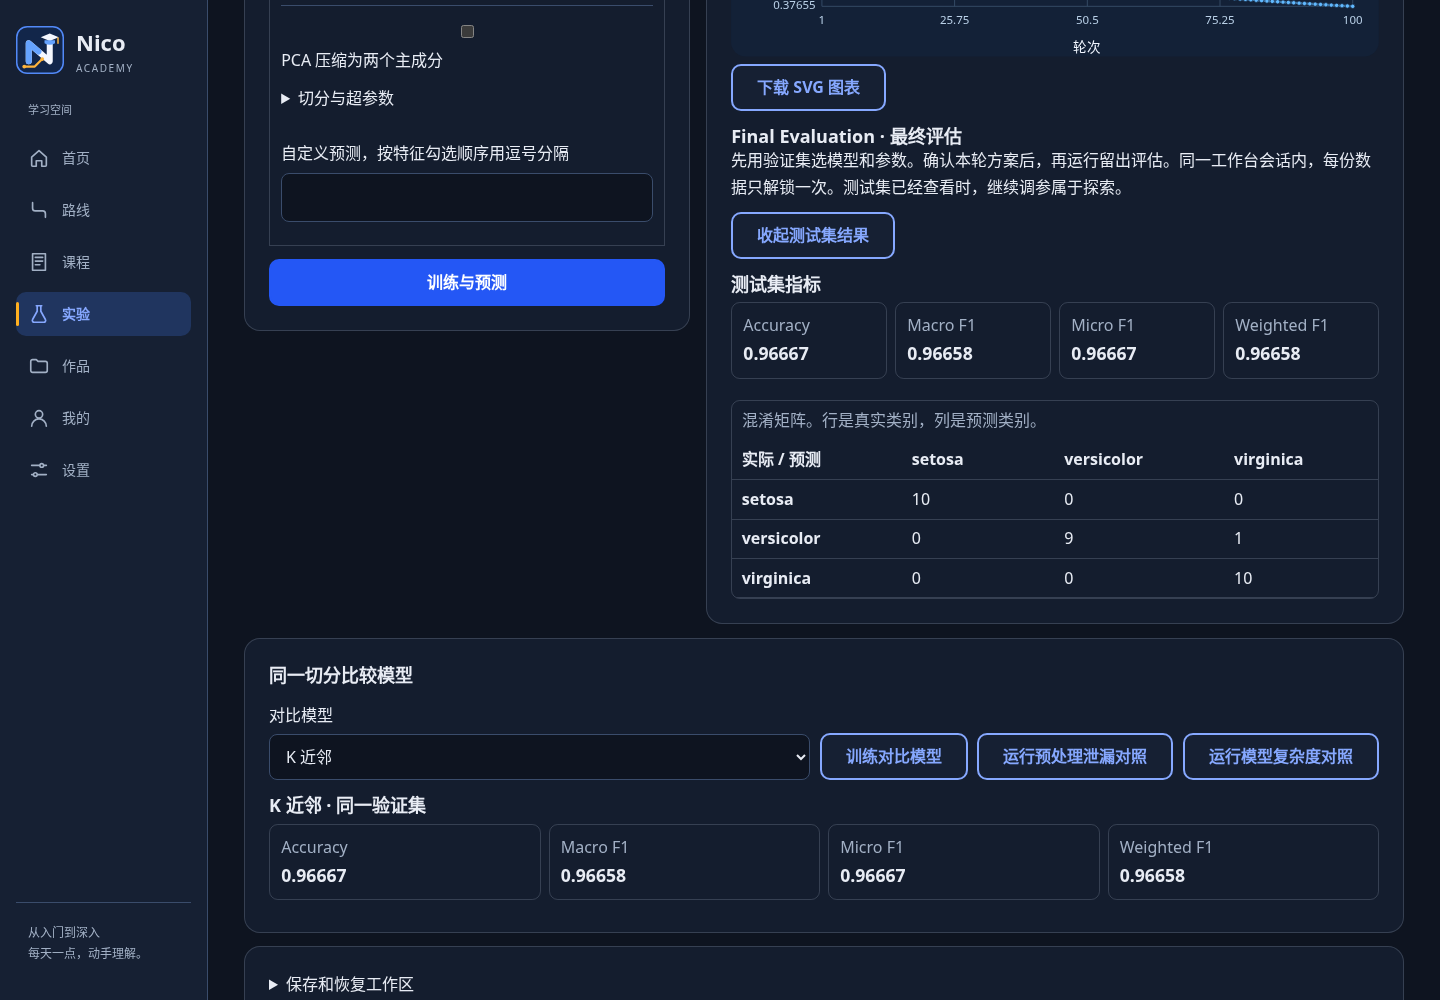 Nico
ACADEMY
学习空间
首页
路线
课程
实验
作品
我的
设置
从入门到深入
每天一点，动手理解。
PCA 压缩为两个主成分
切分与超参数
自定义预测，按特征勾选顺序用逗号分隔
训练与预测
0.37655
1 25.75 50.5 75.25 100
轮次
下载 SVG 图表
Final Evaluation · 最终评估
先用验证集选模型和参数。确认本轮方案后，再运行留出评估。同一工作台会话内，每份数
据只解锁一次。测试集已经查看时，继续调参属于探索。
收起测试集结果
测试集指标
Accuracy Macro F1 Micro F1 Weighted F1
0.96667 0.96658 0.96667 0.96658
混淆矩阵。行是真实类别，列是预测类别。
实际 / 预测 setosa versicolor virginica
setosa 10 0 0
versicolor 0 9 1
virginica 0 0 10
同一切分比较模型
对比模型
K 近邻 训练对比模型 运行预处理泄漏对照 运行模型复杂度对照
K 近邻 · 同一验证集
Accuracy Macro F1 Micro F1 Weighted F1
0.96667 0.96658 0.96667 0.96658
保存和恢复工作区